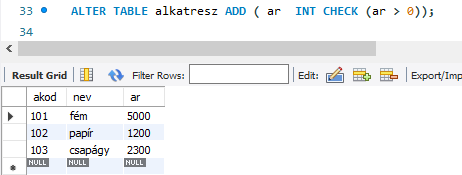 33 ALTER TABLE alkatresz ADD ( ar INT CHECK (ar > 0));
34
Result Grid Filter Rows: Edit: Export/Imp
akod nev ar
101 fém 5000
102 papír 1200
103 csapágy 2300
NULL NULL NULL